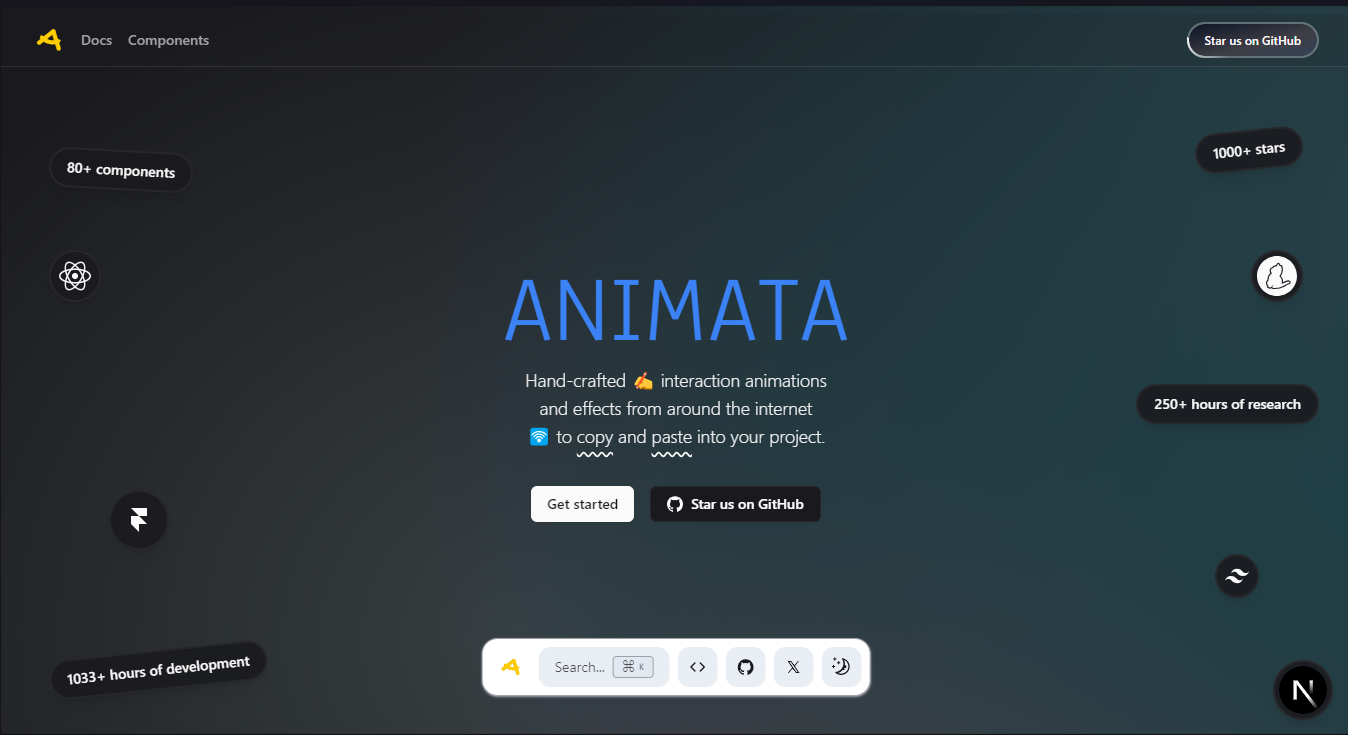 Docs Components
Star us on GitHub
80+ components
1000+ stars
ANIMATA
Hand-crafted ✍️ interaction animations
and effects from around the internet
🛜 to copy and paste into your project.
250+ hours of research
Get started
Star us on GitHub
1033+ hours of development
Search... ⌘ K
𝕏
N